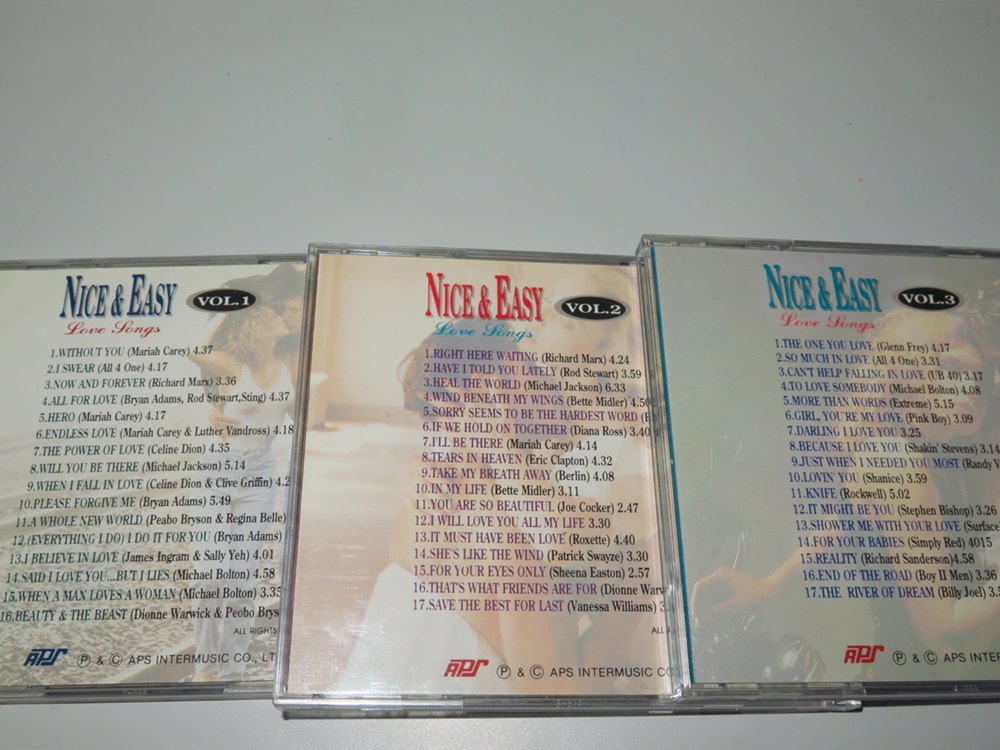 NICE & EASY
VOL.1
Love Songs
1.WITHOUT YOU (Mariah Carey) 4.37
2.I SWEAR (All 4 One) 4.17
3.NOW AND FOREVER (Richard Marx) 3.36
4.ALL FOR LOVE (Bryan Adams, Rod Stewart,Sting) 4.37
5.HERO (Mariah Carey) 4.17
6.ENDLESS LOVE (Mariah Carey & Luther Vandross) 4.18
7.THE POWER OF LOVE (Celine Dion) 4.35
8.WILL YOU BE THERE (Michael Jackson) 5.14
9.WHEN I FALL IN LOVE (Celine Dion & Clive Griffin) 4.2
10.PLEASE FORGIVE ME (Bryan Adams) 5.49
11.A WHOLE NEW WORLD (Peabo Bryson & Regina Belle)
12.(EVERYTHING I DO) I DO IT FOR YOU (Bryan Adams)
13.I BELIEVE IN LOVE (James Ingram & Sally Yeh) 4.01
14.SAID I LOVE YOU...BUT I LIES (Michael Bolton) 4.58
15.WHEN A MAN LOVES A WOMAN (Michael Bolton) 3.35
16.BEAUTY & THE BEAST (Dionne Warwick & Peobo Brys
ALL RIGHTS
APS Ⓟ & © APS INTERMUSIC CO., LT
NICE & EASY
VOL.2
Love Songs
1.RIGHT HERE WAITING (Richard Marx) 4.24
2.HAVE I TOLD YOU LATELY (Rod Stewart) 3.59
3.HEAL THE WORLD (Michael Jackson) 6.33
4.WIND BENEATH MY WINGS (Bette Midler) 4.50
5.SORRY SEEMS TO BE THE HARDEST WORD (E
6.IF WE HOLD ON TOGETHER (Diana Ross) 3.40
7.I'LL BE THERE (Mariah Carey) 4.14
8.TEARS IN HEAVEN (Eric Clapton) 4.32
9.TAKE MY BREATH AWAY (Berlin) 4.08
10.IN MY LIFE (Bette Midler) 3.11
11.YOU ARE SO BEAUTIFUL (Joe Cocker) 2.47
12.I WILL LOVE YOU ALL MY LIFE 3.30
13.IT MUST HAVE BEEN LOVE (Roxette) 4.40
14.SHE'S LIKE THE WIND (Patrick Swayze) 3.30
15.FOR YOUR EYES ONLY (Sheena Easton) 2.57
16.THAT'S WHAT FRIENDS ARE FOR (Dionne Warw
17.SAVE THE BEST FOR LAST (Vanessa Williams) 3.
ALL
APS Ⓟ & © APS INTERMUSIC CO
NICE & EASY
VOL.3
Love Songs
1.THE ONE YOU LOVE (Glenn Frey) 4.17
2.SO MUCH IN LOVE (All 4 One) 3.31
3.CAN'T HELP FALLING IN LOVE (UB 40) 3.17
4.TO LOVE SOMEBODY (Michael Bolton) 4.08
5.MORE THAN WORDS (Extreme) 5.15
6.GIRL, YOU'RE MY LOVE (Pink Boy) 3.09
7.DARLING I LOVE YOU 3.25
8.BECAUSE I LOVE YOU (Shakin' Stevens) 3.14
9.JUST WHEN I NEEDED YOU MOST (Randy V
10.LOVIN' YOU (Shanice) 3.59
11.KNIFE (Rockwell) 5.02
12.IT MIGHT BE YOU (Stephen Bishop) 3.26
13.SHOWER ME WITH YOUR LOVE (Surface
14.FOR YOUR BABIES (Simply Red) 4015
15.REALITY (Richard Sanderson)4.58
16.END OF THE ROAD (Boy II Men) 3.36
17.THE RIVER OF DREAM (Billy Joel) 3.5
APS Ⓟ & © APS INTERM